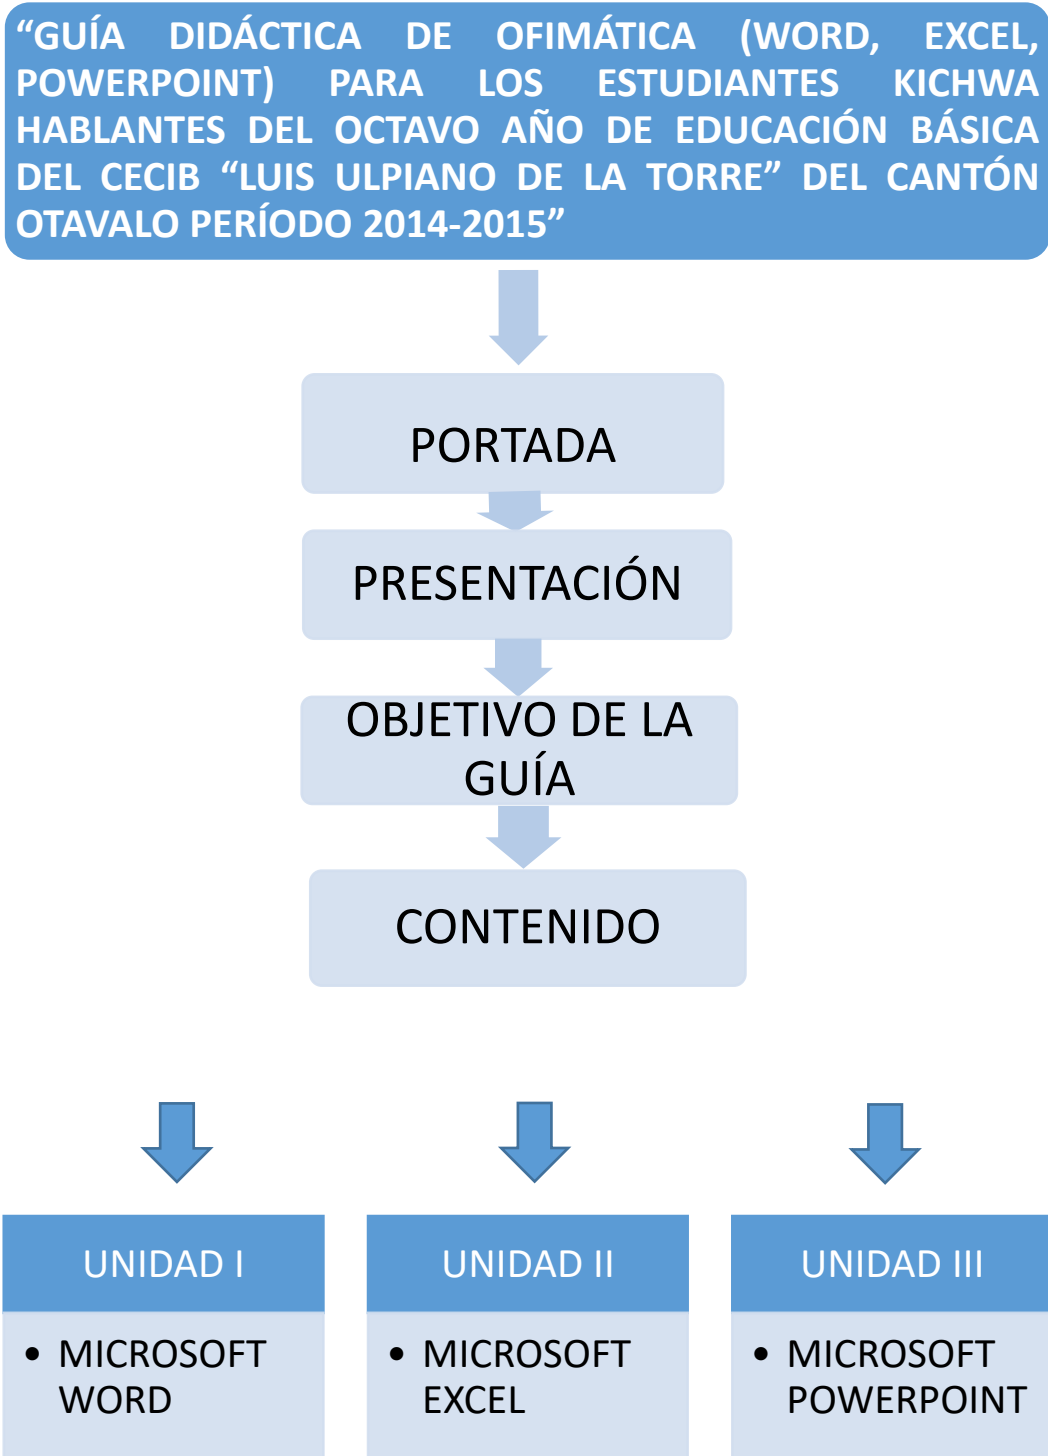 “GUÍA DIDÁCTICA DE OFIMÁTICA (WORD, EXCEL,
POWERPOINT) PARA LOS ESTUDIANTES KICHWA
HABLANTES DEL OCTAVO AÑO DE EDUCACIÓN BÁSICA
DEL CECIB “LUIS ULPIANO DE LA TORRE” DEL CANTÓN
OTAVALO PERÍODO 2014-2015”
PORTADA
PRESENTACIÓN
OBJETIVO DE LA
GUÍA
CONTENIDO
UNIDAD I
• MICROSOFT
WORD
UNIDAD II
• MICROSOFT
EXCEL
UNIDAD III
• MICROSOFT
POWERPOINT